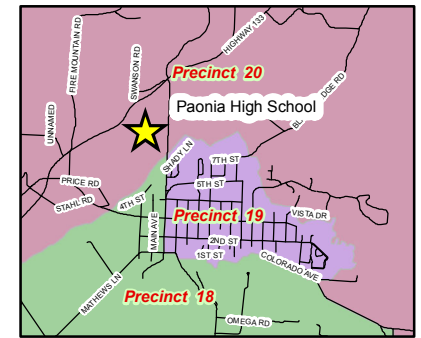 HIGHWAY 133
FIRE MOUNTAIN RD
SWANSON RD
Precinct 20
DGE RD
Paonia High School
UNNAMED
SHADY LN
7TH ST
PRICE RD
5TH ST
STAHL RD
4TH ST
MAIN AVE
Precinct 19
VISTA DR
2ND ST
1ST ST
COLORADO AVE
MATHEWS LN
Precinct 18
OMEGA RD